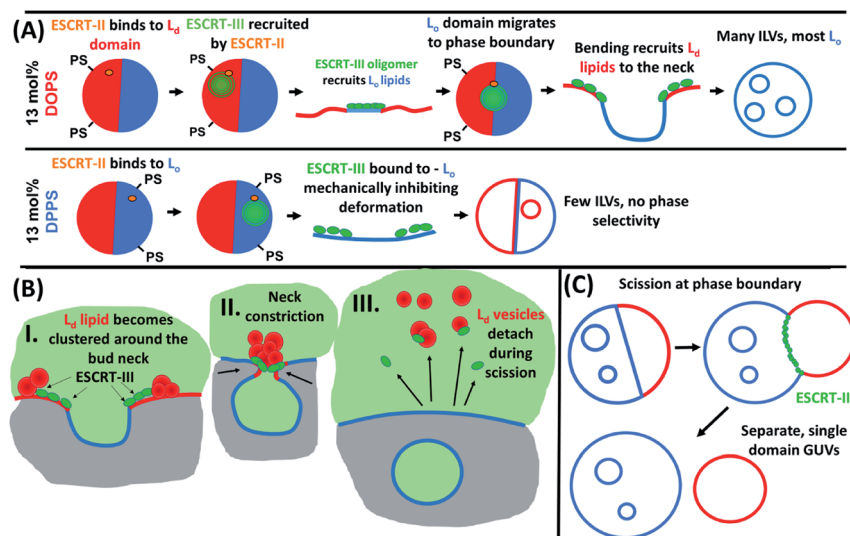 (A)
13 mol%
DOPS
ESCRT-II binds to Ld
domain
PS
PS
ESCRT-III recruited
by ESCRT-II
PS
PS
ESCRT-III oligomer
recruits Lo lipids
Lo domain migrates
to phase boundary
PS
PS
Bending recruits Ld
lipids to the neck
Many ILVs, most Lo
13 mol%
DPPS
ESCRT-II binds to Lo
PS
PS
PS
PS
ESCRT-III bound to - Lo
mechanically inhibiting
deformation
Few ILVs, no phase
selectivity
(B)
I.
Ld lipid becomes
clustered around the
bud neck
ESCRT-III
II.
Neck
constriction
III.
Ld vesicles
detach
during
scission
(C)
Scission at phase boundary
ESCRT-II
Separate, single
domain GUVs